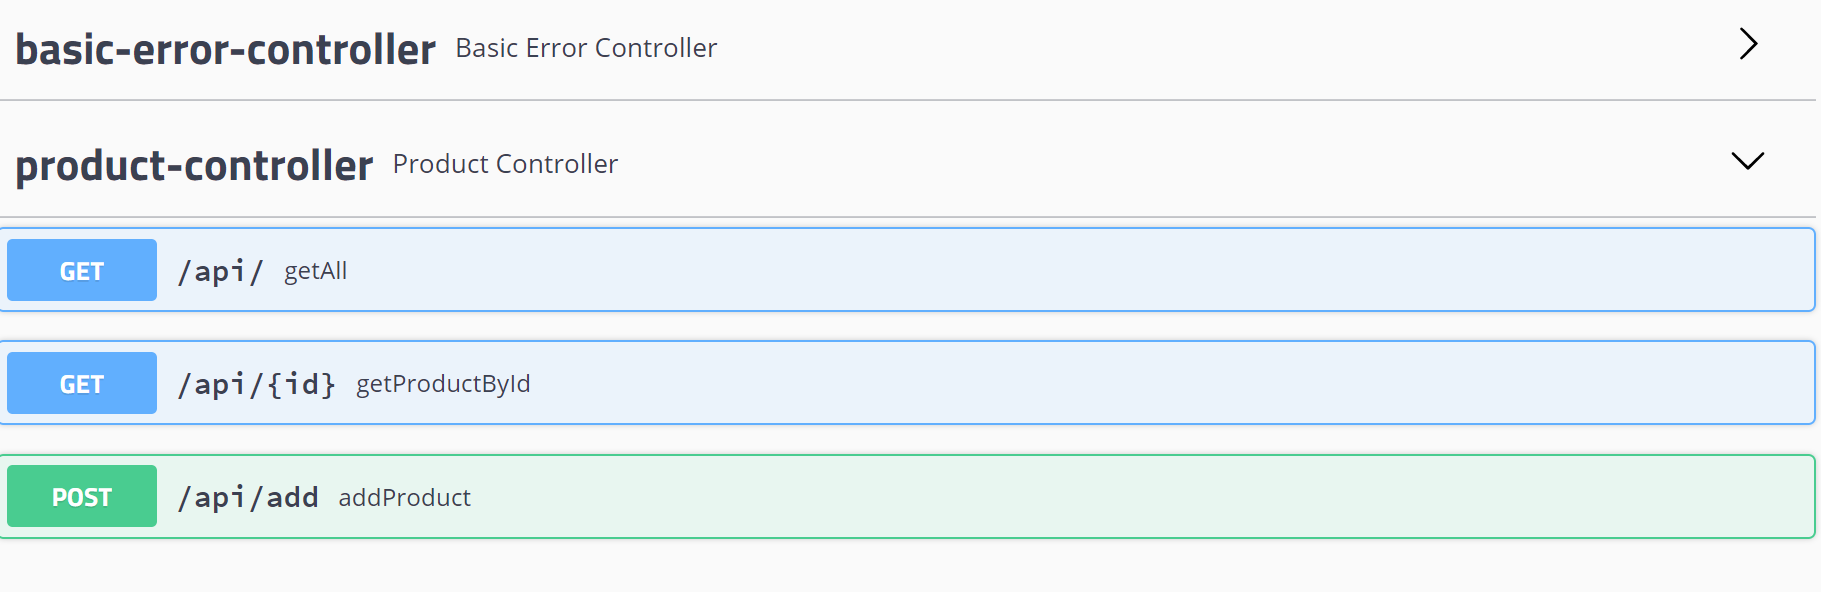 basic-error-controller Basic Error Controller
product-controller Product Controller
GET /api/ getAll
GET /api/{id} getProductById
POST /api/add addProduct